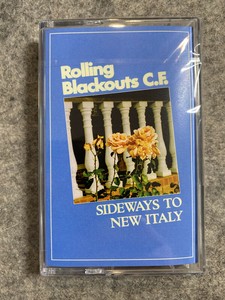 Rolling
Blackouts C.F.
SIDEWAYS TO
NEW ITALY